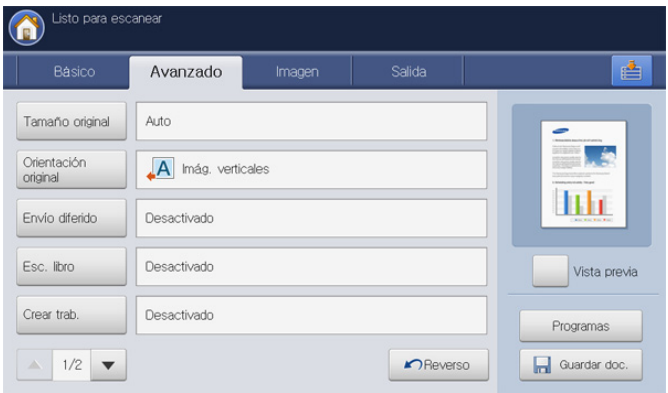 Listo para escanear
Básico
Avanzado
Imagen
Salida
Tamaño original
Auto
Orientación
original
A
Imág. verticales
Envío diferido
Desactivado
Esc. libro
Desactivado
Crear trab.
Desactivado
1/2
Reverso
Vista previa
Programas
Guardar doc.